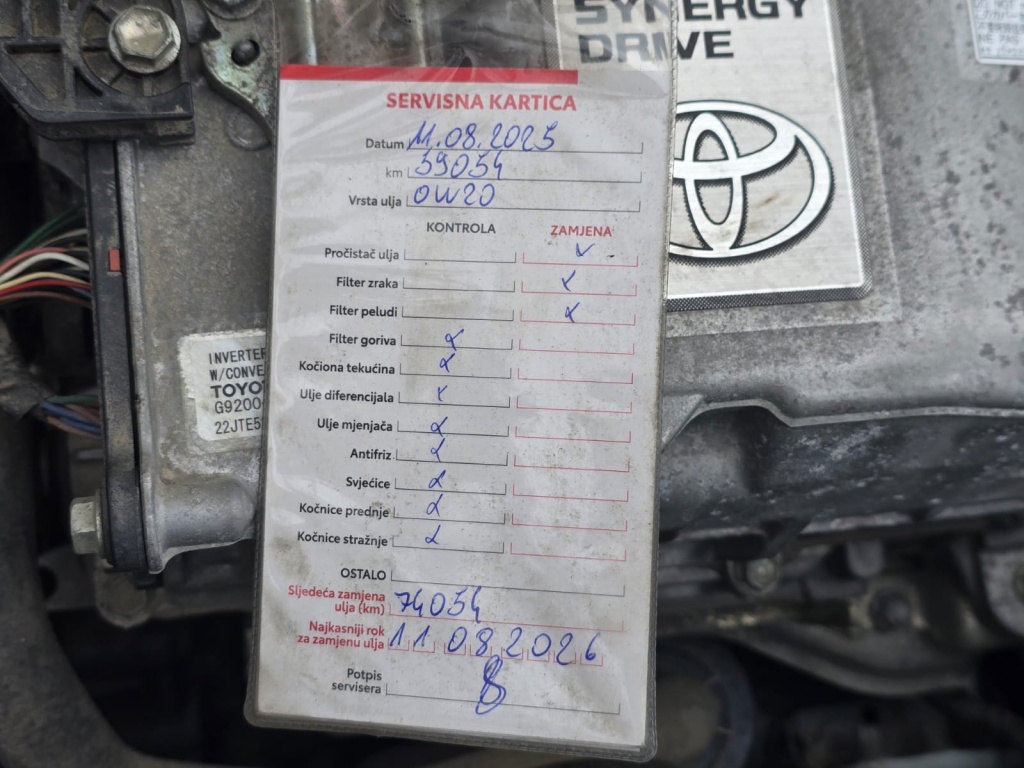 SYNERGY
DRIVE
SERVISNA KARTICA
Datum 11.08.2025
km 59054
Vrsta ulja 0W20
KONTROLA ZAMJENA
Pročistač ulja
Filter zraka
Filter peludi
Filter goriva
Kočiona tekućina
Ulje diferencijala
Ulje mjenjača
Antifriz
Svjećice
Kočnice prednje
Kočnice stražnje
OSTALO
Sljedeća zamjena
ulja (km) 74054
Najkasniji rok
za zamjenu ulja 11 08 2026
Potpis
servisera
INVERTER
W/CONVE
TOYO
G9200
22JTE5